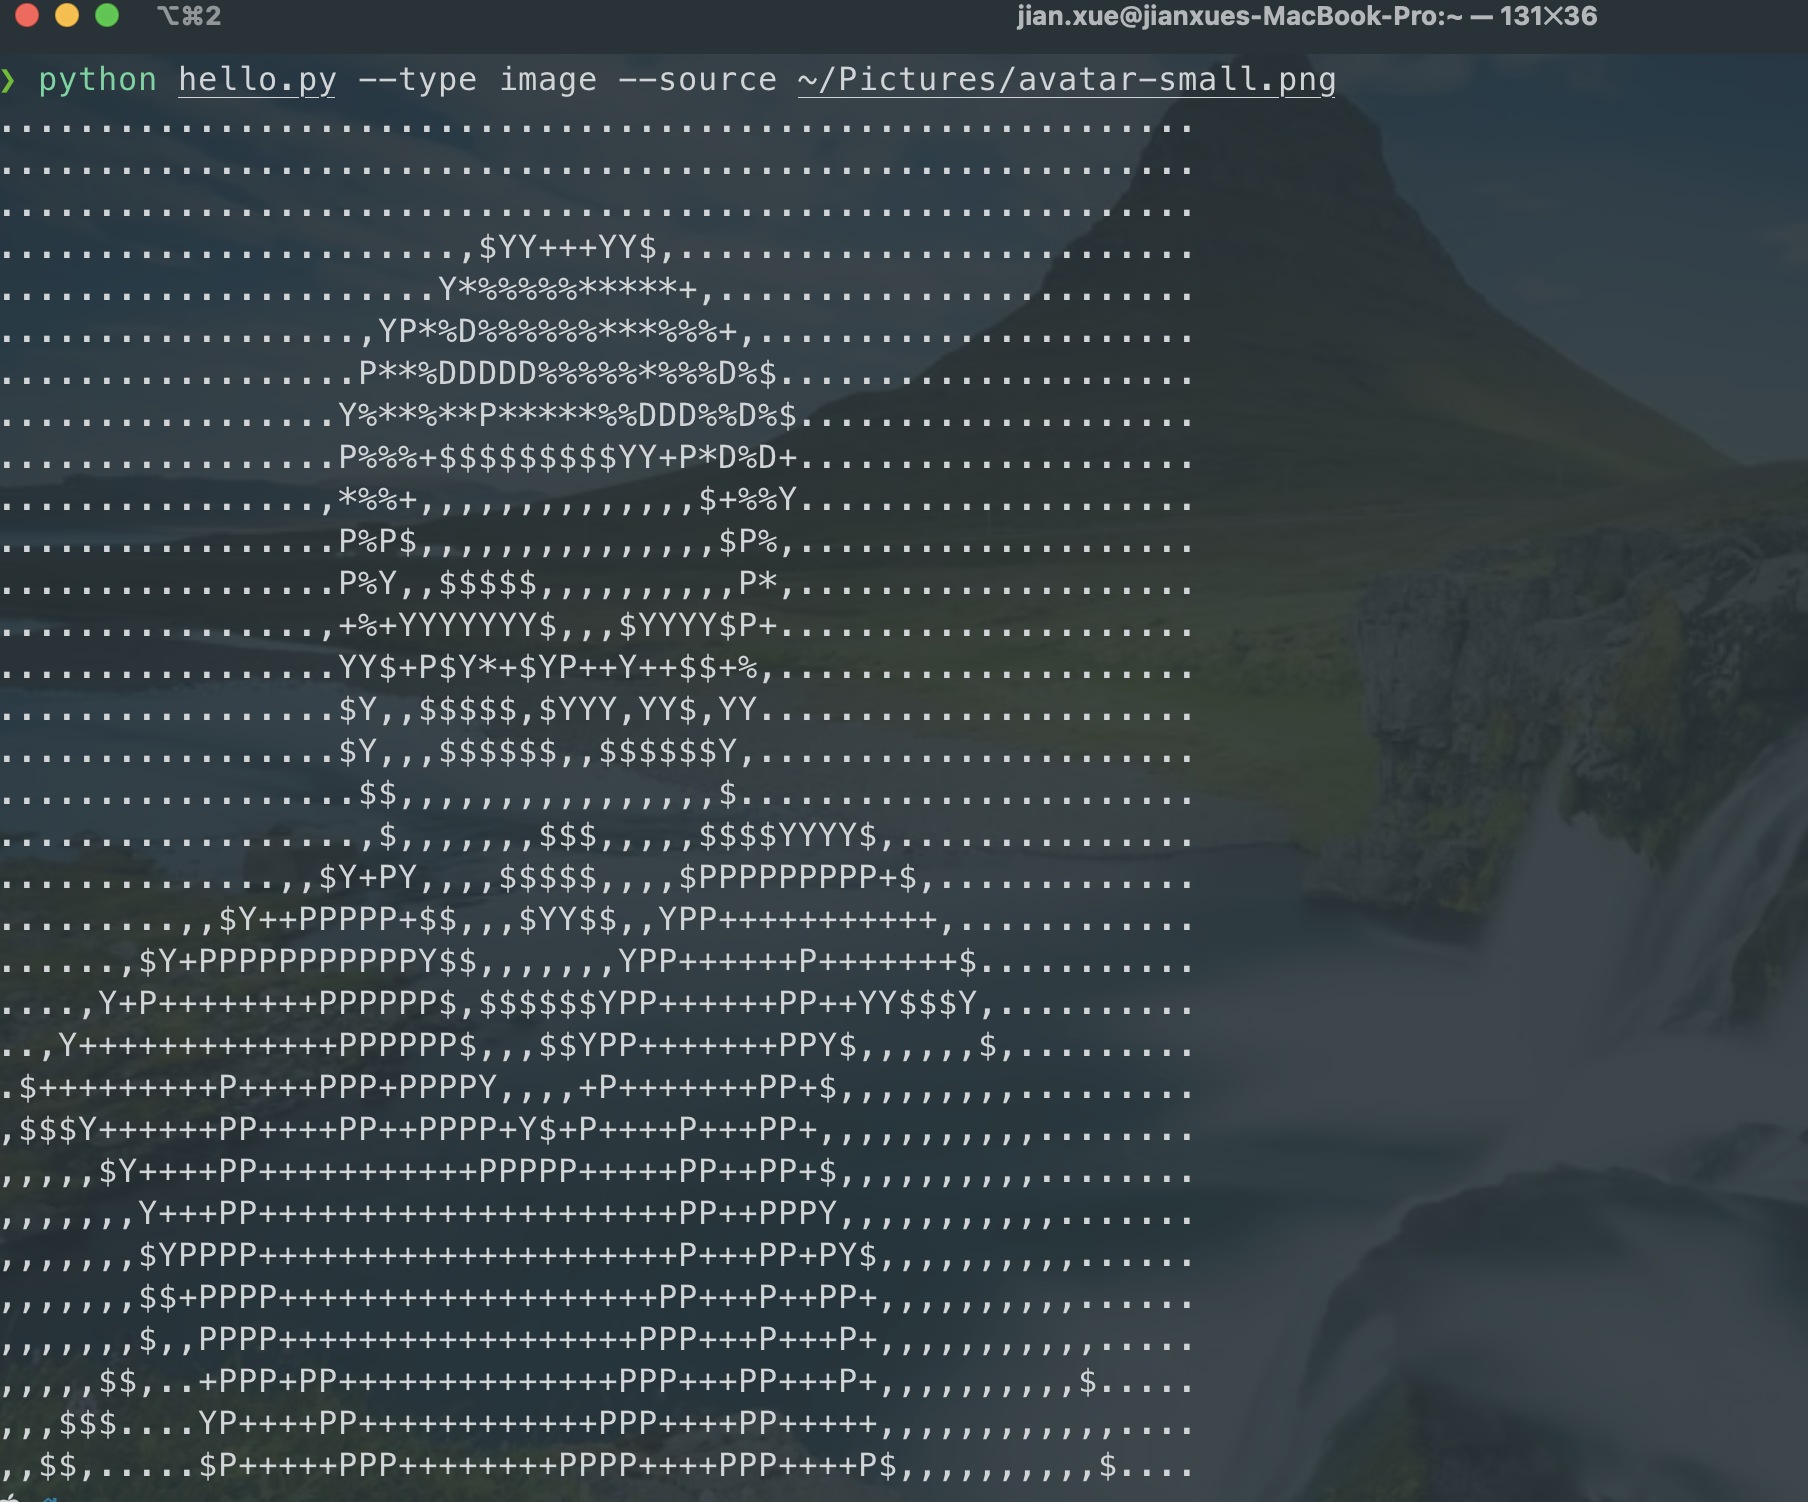 ⌥⌘2
jian.xue@jianxues-MacBook-Pro:~ — 131×36
❯ python hello.py --type image --source ~/Pictures/avatar-small.png
............................................................
............................................................
............................................................
.......................,$YY+++YY$,..........................
......................Y*%%%%%*****+,........................
..................,YP*%D%%%%%%***%%%+,......................
..................P**%DDDDD%%%%%*%%%D%$.....................
.................Y%**%**P*****%%DDD%%D%$....................
.................P%%%+$$$$$$$$$YY+P*D%D+....................
................,*%%+,,,,,,,,,,,,,,$+%%Y....................
.................P%P$,,,,,,,,,,,,,,,$P%,....................
.................P%Y,,$$$$$,,,,,,,,,,P*,....................
................,+%+YYYYYYY$,,,$YYYY$P+.....................
.................YY$+P$Y*+$YP++Y++$$+%,.....................
.................$Y,,$$$$$,$YYY,YY$,YY......................
.................$Y,,,$$$$$$,,$$$$$$Y,......................
..................$$,,,,,,,,,,,,,,,,$.......................
..................,$,,,,,,,$$$,,,,,$$$$YYYY$,...............
..............,,$Y+PY,,,,$$$$$,,,,$PPPPPPPPP+$,.............
.........,,$Y++PPPPP+$$,,,$YY$$,,YPP+++++++++++,............
......,$Y+PPPPPPPPPPPY$$,,,,,,,YPP++++++P+++++++$...........
....,Y+P++++++++PPPPPP$,$$$$$$YPP++++++PP++YY$$$Y,..........
..,Y+++++++++++++PPPPPP$,,,$$YPP+++++++PPY$,,,,,,$,.........
.$+++++++++P++++PPP+PPPPY,,,,+P+++++++PP+$,,,,,,,,,.........
,$$$Y++++++PP++++PP++PPPP+Y$+P++++P+++PP+,,,,,,,,,,,........
,,,,,$Y++++PP+++++++++++PPPPP+++++PP++PP+$,,,,,,,,,,........
,,,,,,,Y+++PP+++++++++++++++++++++PP++PPPY,,,,,,,,,,,.......
,,,,,,,$YPPPP+++++++++++++++++++++P+++PP+PY$,,,,,,,,,,......
,,,,,,,$$+PPPP+++++++++++++++++++PP+++P++PP+,,,,,,,,,,......
,,,,,,,$,,PPPP++++++++++++++++++PPP+++P+++P+,,,,,,,,,,,.....
,,,,,$$,..+PPP+PP++++++++++++++PPP+++PP+++P+,,,,,,,,,,$.....
,,,$$$....YP++++PP++++++++++++PPP++++PP+++++,,,,,,,,,,,,....
,,$$,.....$P+++++PPP++++++++PPPP++++PPP++++P$,,,,,,,,,,$....